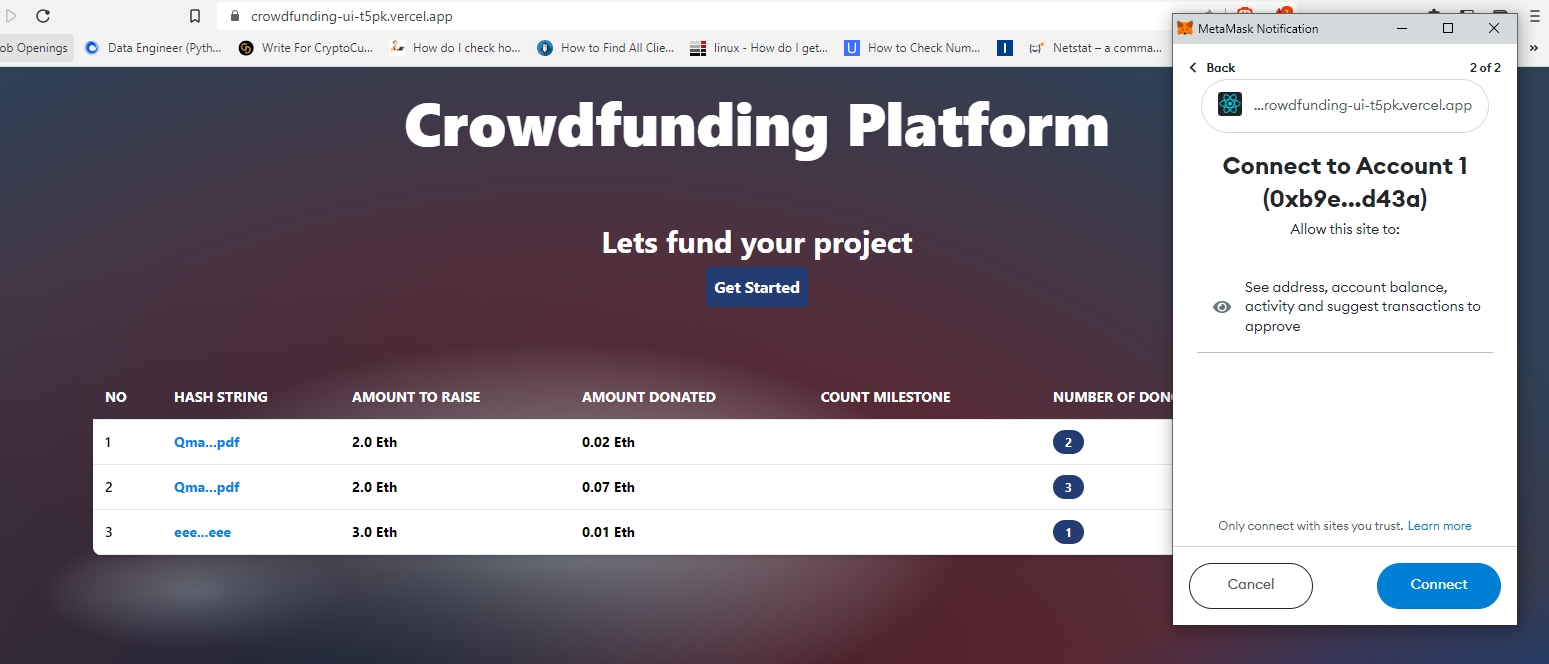 crowdfunding-ui-t5pk.vercel.app
ob Openings
Data Engineer (Pyth...
Write For CryptoCu...
How do I check ho...
How to Find All Clie...
linux - How do I get...
U
How to Check Num...
I
Netstat – a comma...
»
Crowdfunding Platform
Lets fund your project
Get Started
NO HASH STRING AMOUNT TO RAISE AMOUNT DONATED COUNT MILESTONE NUMBER OF DON
1 Qma...pdf 2.0 Eth 0.02 Eth 2
2 Qma...pdf 2.0 Eth 0.07 Eth 3
3 eee...eee 3.0 Eth 0.01 Eth 1
MetaMask Notification
Back 2 of 2
...rowdfunding-ui-t5pk.vercel.app
Connect to Account 1
(0xb9e...d43a)
Allow this site to:
See address, account balance,
activity and suggest transactions to
approve
Only connect with sites you trust. Learn more
Cancel Connect